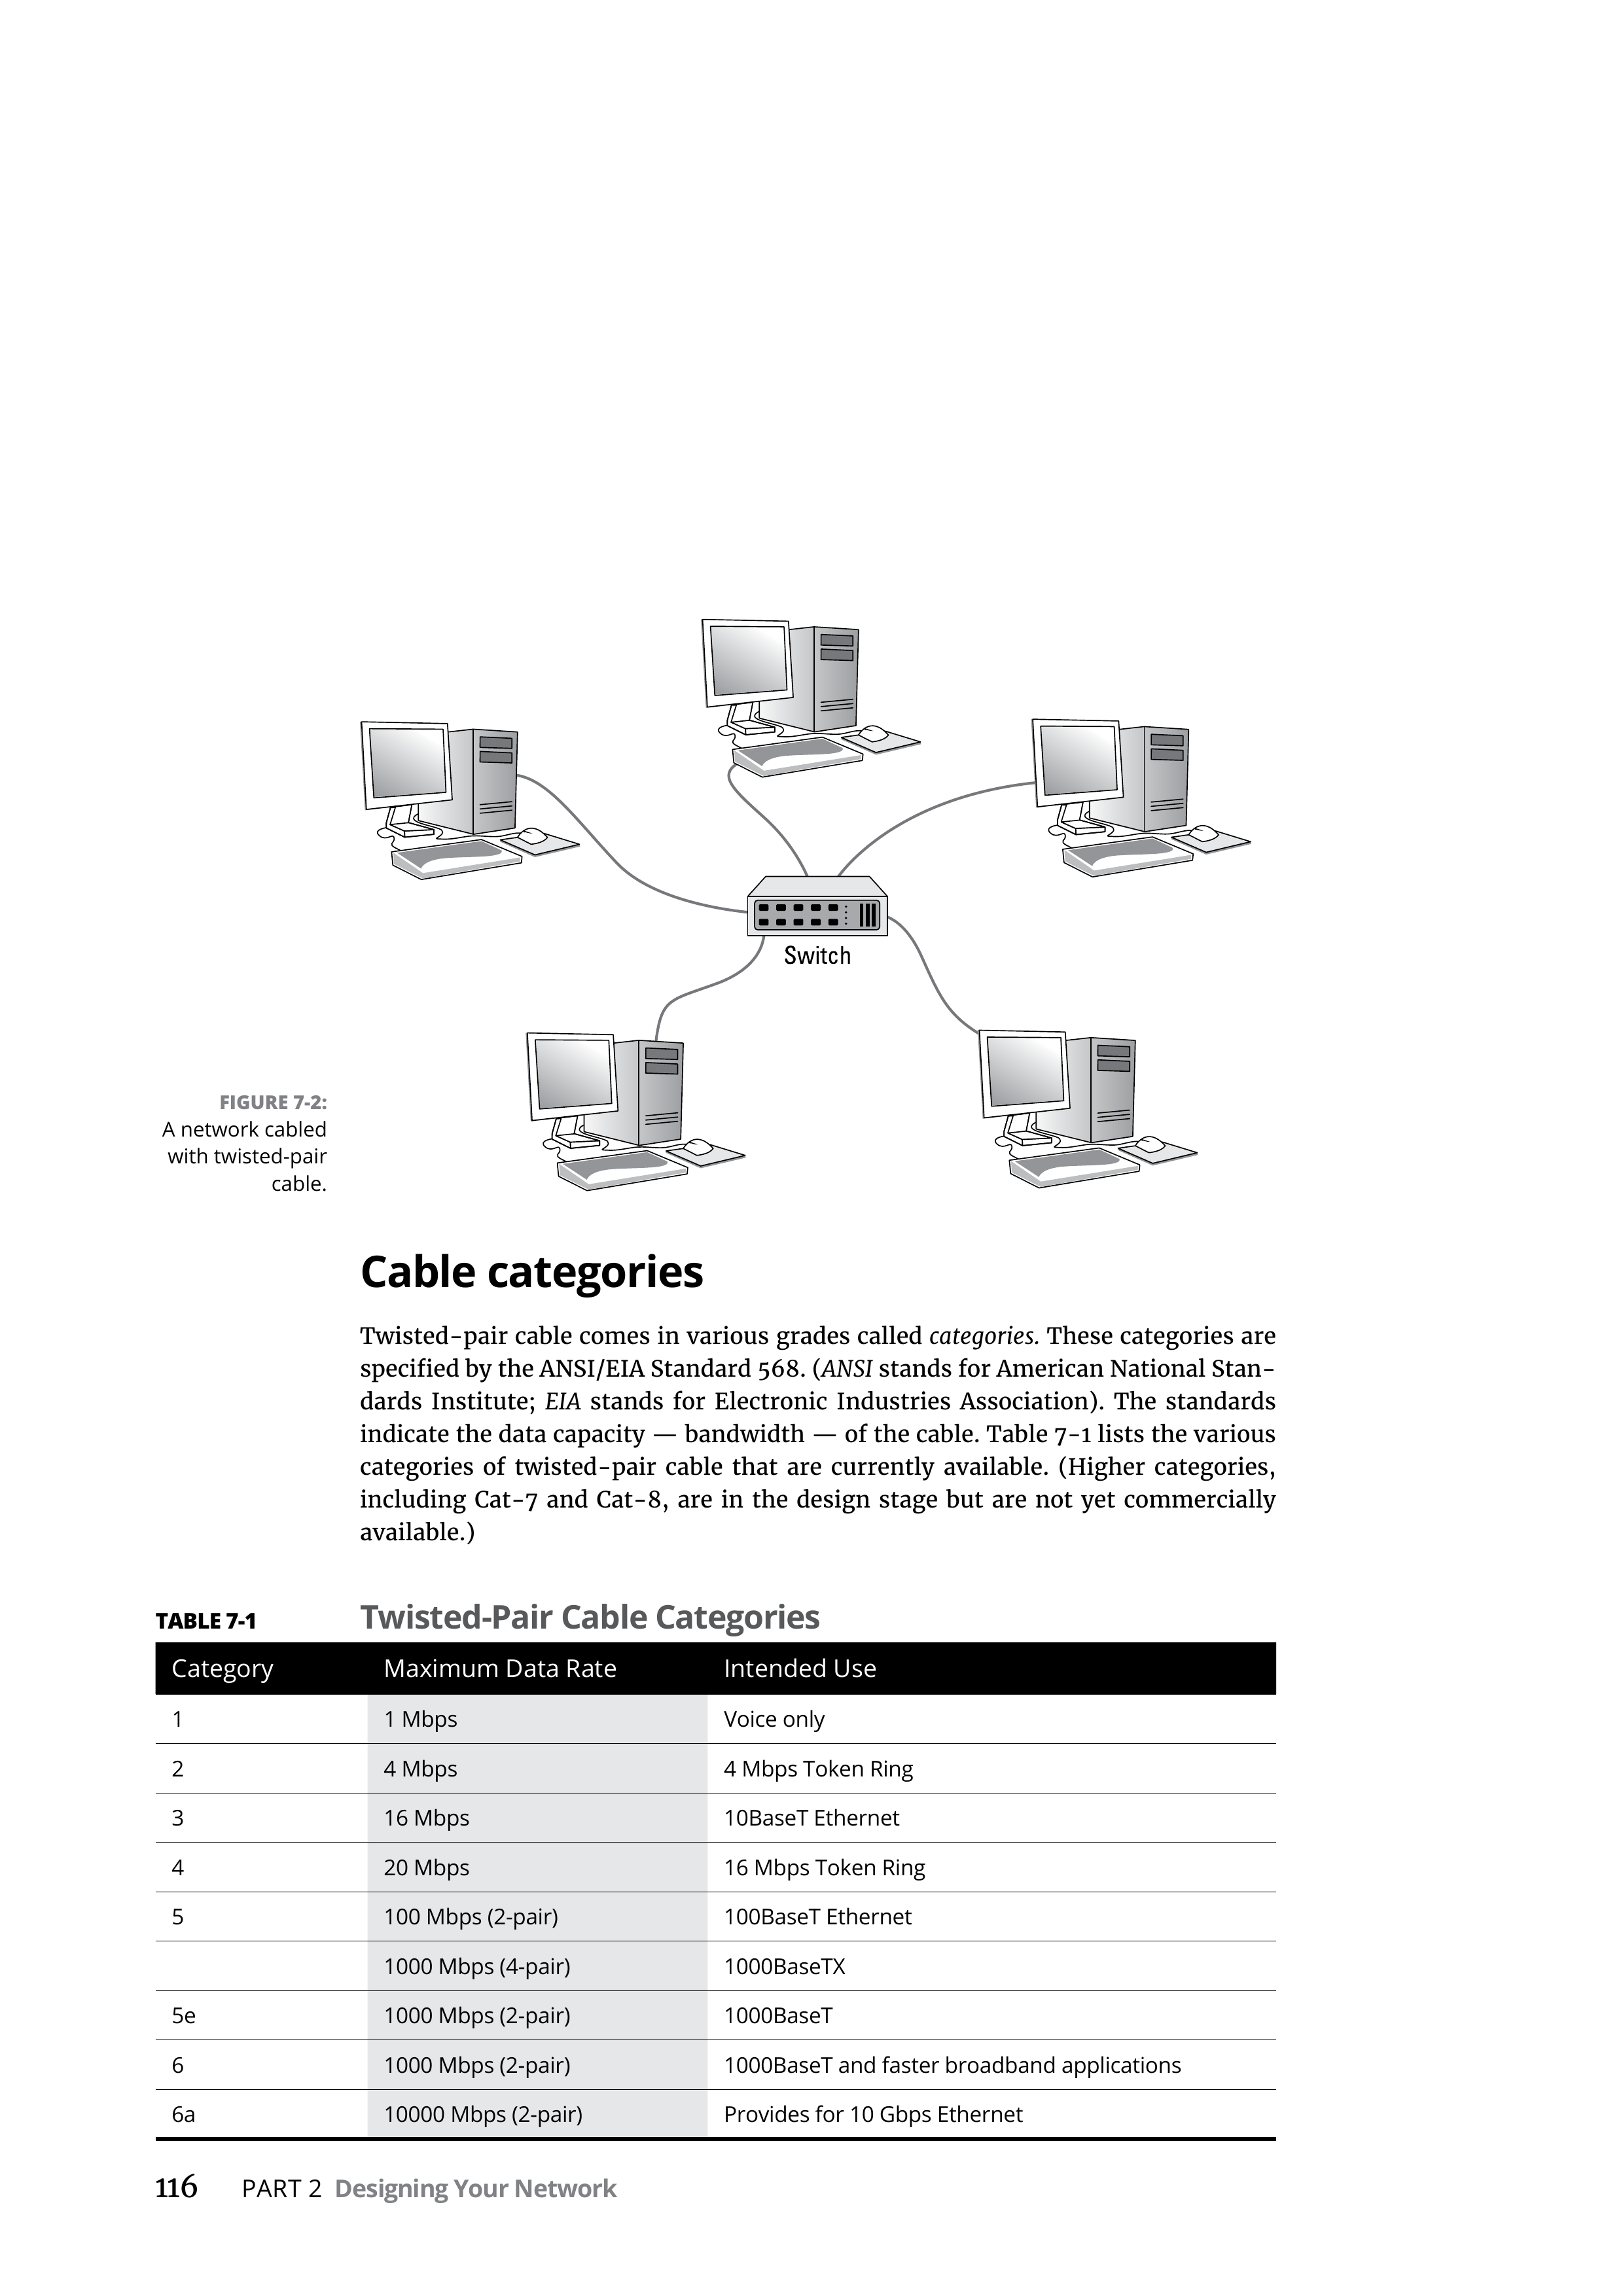 Switch
FIGURE 7-2:
A network cabled
with twisted-pair
cable.
Cable categories
Twisted-pair cable comes in various grades called categories. These categories are
specified by the ANSI/EIA Standard 568. (ANSI stands for American National Stan-
dards Institute; EIA stands for Electronic Industries Association). The standards
indicate the data capacity — bandwidth — of the cable. Table 7-1 lists the various
categories of twisted-pair cable that are currently available. (Higher categories,
including Cat-7 and Cat-8, are in the design stage but are not yet commercially
available.)
TABLE 7-1 Twisted-Pair Cable Categories
Category Maximum Data Rate Intended Use
1 1 Mbps Voice only
2 4 Mbps 4 Mbps Token Ring
3 16 Mbps 10BaseT Ethernet
4 20 Mbps 16 Mbps Token Ring
5 100 Mbps (2-pair) 100BaseT Ethernet
1000 Mbps (4-pair) 1000BaseTX
5e 1000 Mbps (2-pair) 1000BaseT
6 1000 Mbps (2-pair) 1000BaseT and faster broadband applications
6a 10000 Mbps (2-pair) Provides for 10 Gbps Ethernet
116 PART 2 Designing Your Network